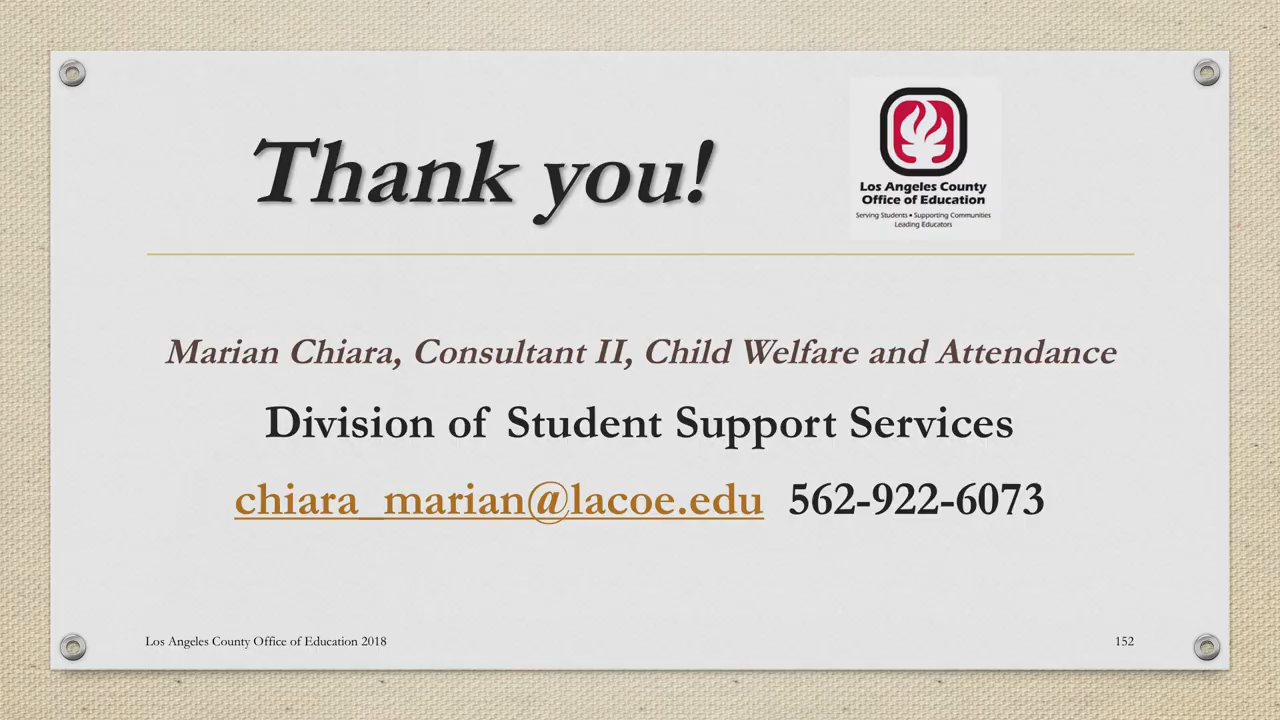 Thank you!
Los Angeles County
Office of Education
Serving Students • Supporting Communities
Leading Educators
Marian Chiara, Consultant II, Child Welfare and Attendance
Division of Student Support Services
chiara_marian@lacoe.edu 562-922-6073
Los Angeles County Office of Education 2018
152